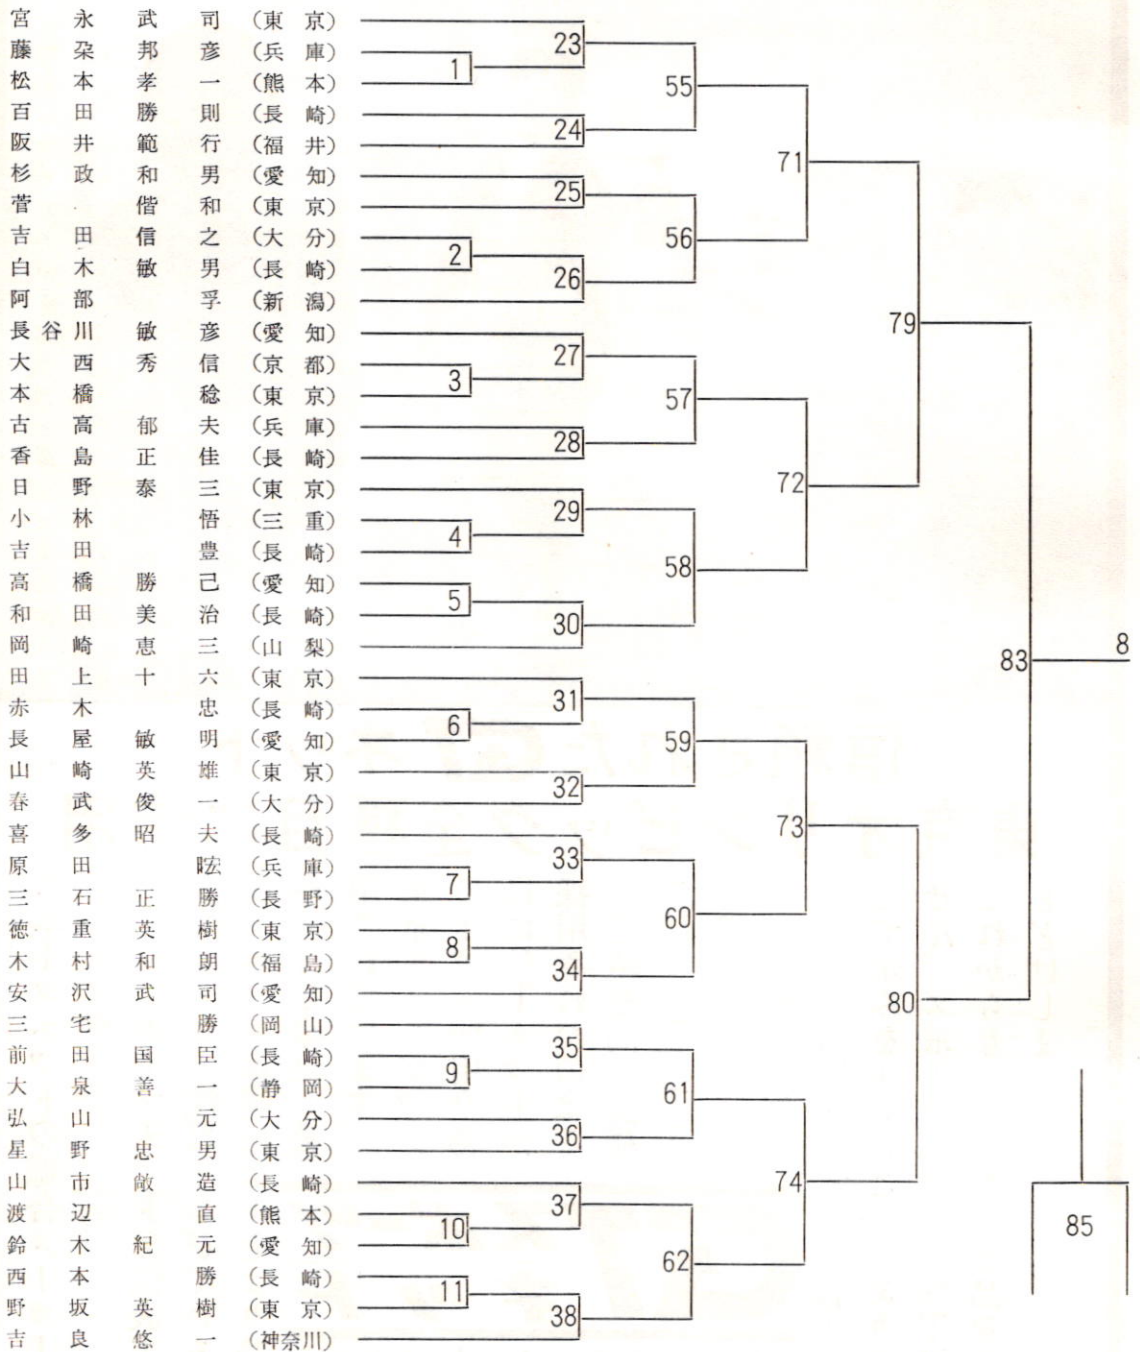 宮永武司（東京）
藤朶邦彦（兵庫）
松本孝一（熊本）
百田勝則（長崎）
阪井範行（福井）
杉政和男（愛知）
菅偕和（東京）
吉田信之（大分）
白木敏男（長崎）
阿部孚（新潟）
長谷川敏彦（愛知）
大西秀信（京都）
本橋稔（東京）
古高郁夫（兵庫）
香島正佳（長崎）
日野泰三（東京）
小林悟（三重）
吉田豊（長崎）
高橋勝己（愛知）
和田美治（長崎）
岡崎恵三（山梨）
田上十六（東京）
赤木忠（長崎）
長屋敏明（愛知）
山崎英雄（東京）
春武俊一（大分）
喜多昭夫（長崎）
原田昡（兵庫）
三石正勝（長野）
徳重英樹（東京）
木村和朗（福島）
安沢武司（愛知）
三宅勝（岡山）
前田国臣（長崎）
大泉善一（静岡）
弘山元（大分）
星野忠男（東京）
山市敞造（長崎）
渡辺直（熊本）
鈴木紀元（愛知）
西本勝（長崎）
野坂英樹（東京）
吉良悠一（神奈川）
1
2
3
4
5
6
7
8
9
10
11
23
24
25
26
27
28
29
30
31
32
33
34
35
36
37
38
55
56
57
58
59
60
61
62
71
72
73
74
79
80
83
8
85